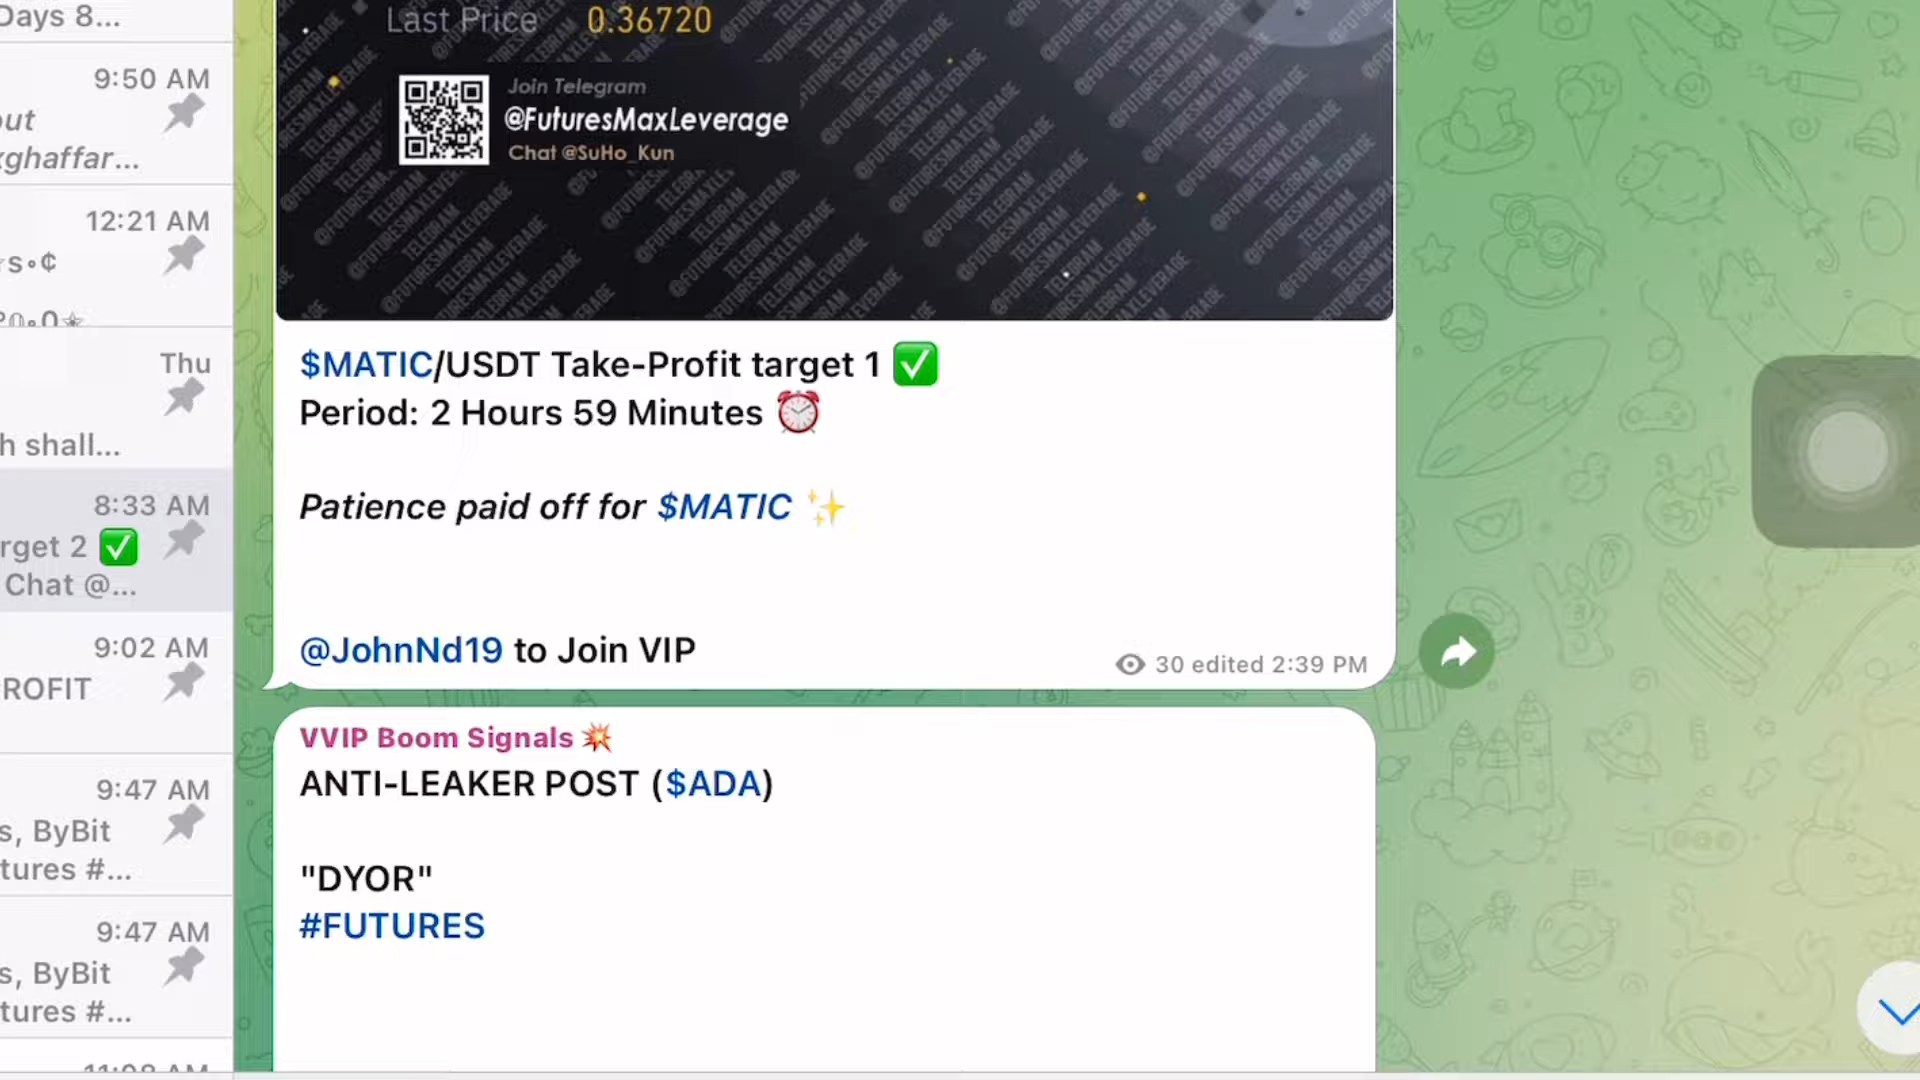 Days 8...
9:50 AM
out
ghaffar...
12:21 AM
Thu
h shall...
8:33 AM
rget 2 ✅
Chat @...
9:02 AM
ROFIT
9:47 AM
s, ByBit
tures #...
9:47 AM
s, ByBit
tures #...
Last Price 0.36720
Join Telegram
@FuturesMaxLeverage
Chat @SuHo_Kun
$MATIC/USDT Take-Profit target 1 ✅
Period: 2 Hours 59 Minutes ⏰
Patience paid off for $MATIC ✨
@JohnNd19 to Join VIP
30 edited 2:39 PM
VVIP Boom Signals 💥
ANTI-LEAKER POST ($ADA)
"DYOR"
#FUTURES